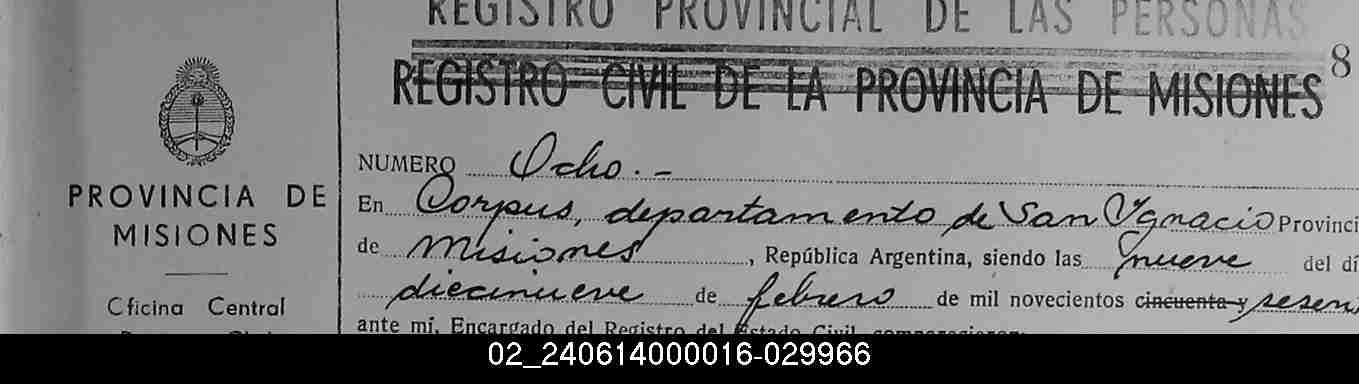 REGISTRO PROVINCIAL DE LAS PERSONAS
8
REGISTRO CIVIL DE LA PROVINCIA DE MISIONES
PROVINCIA DE
MISIONES
Oficina Central
NUMERO Ocho.-
En Corpus, departamento de San Ygnacio Provinci
de Misiones, República Argentina, siendo las nueve del dí
diecinueve de febrero de mil novecientos cincuenta y sesen
ante mi, Encargado del Registro del Estado Civil
02_240614000016-029966